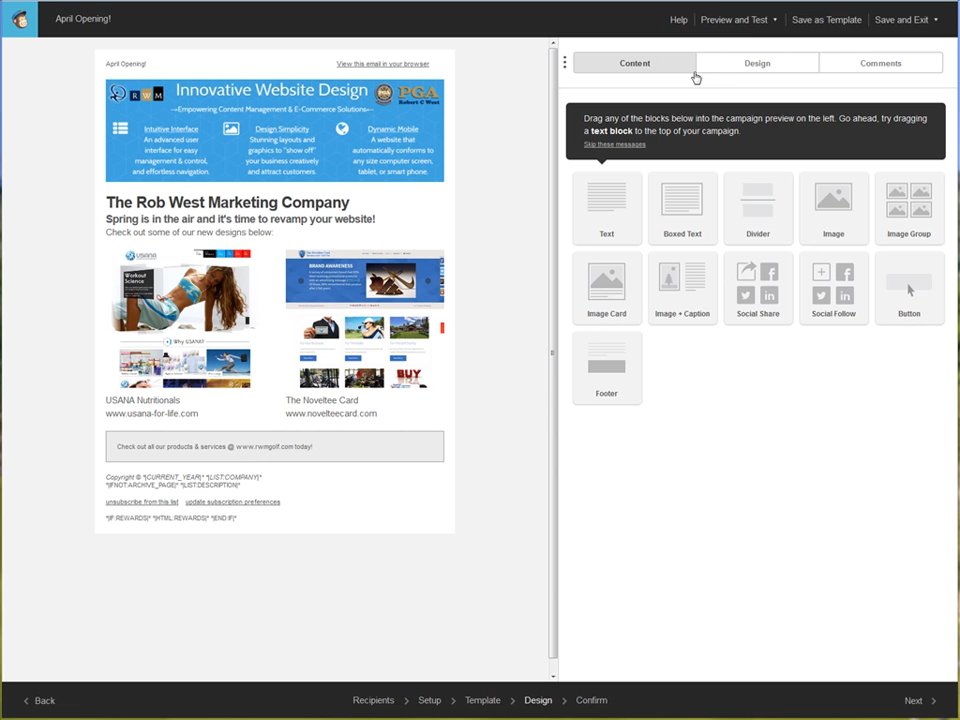 April Opening!
Help
Preview and Test
Save as Template
Save and Exit
April Opening!
View this email in your browser
RWM
Innovative Website Design
PGA
Robert C West
~Empowering Content Management & E-Commerce Solutions~
Intuitive Interface
An advanced user
interface for easy
management & control,
and effortless navigation.
Design Simplicity
Stunning layouts and
graphics to "show off"
your business creatively
and attract customers.
Dynamic Mobile
A website that
automatically conforms to
any size computer screen,
tablet, or smart phone.
The Rob West Marketing Company
Spring is in the air and it's time to revamp your website!
Check out some of our new designs below:
USANA
Workout
Science
Why USANA?
BRAND AWARENESS
BUY
USANA Nutritionals
www.usana-for-life.com
The Noveltee Card
www.novelteecard.com
Check out all our products & services @ www.rwmgolf.com today!
Copyright © *|CURRENT_YEAR|* *|LIST:COMPANY|*
*|IFNOT:ARCHIVE_PAGE|* *|LIST:DESCRIPTION|*
unsubscribe from this list update subscription preferences
*|IF:REWARDS|* *|HTML:REWARDS|* *|END:IF|*
Content
Design
Comments
Drag any of the blocks below into the campaign preview on the left. Go ahead, try dragging
a text block to the top of your campaign.
Skip these messages
Text
Boxed Text
Divider
Image
Image Group
Image Card
Image + Caption
Social Share
Social Follow
Button
Footer
Back
Recipients
Setup
Template
Design
Confirm
Next